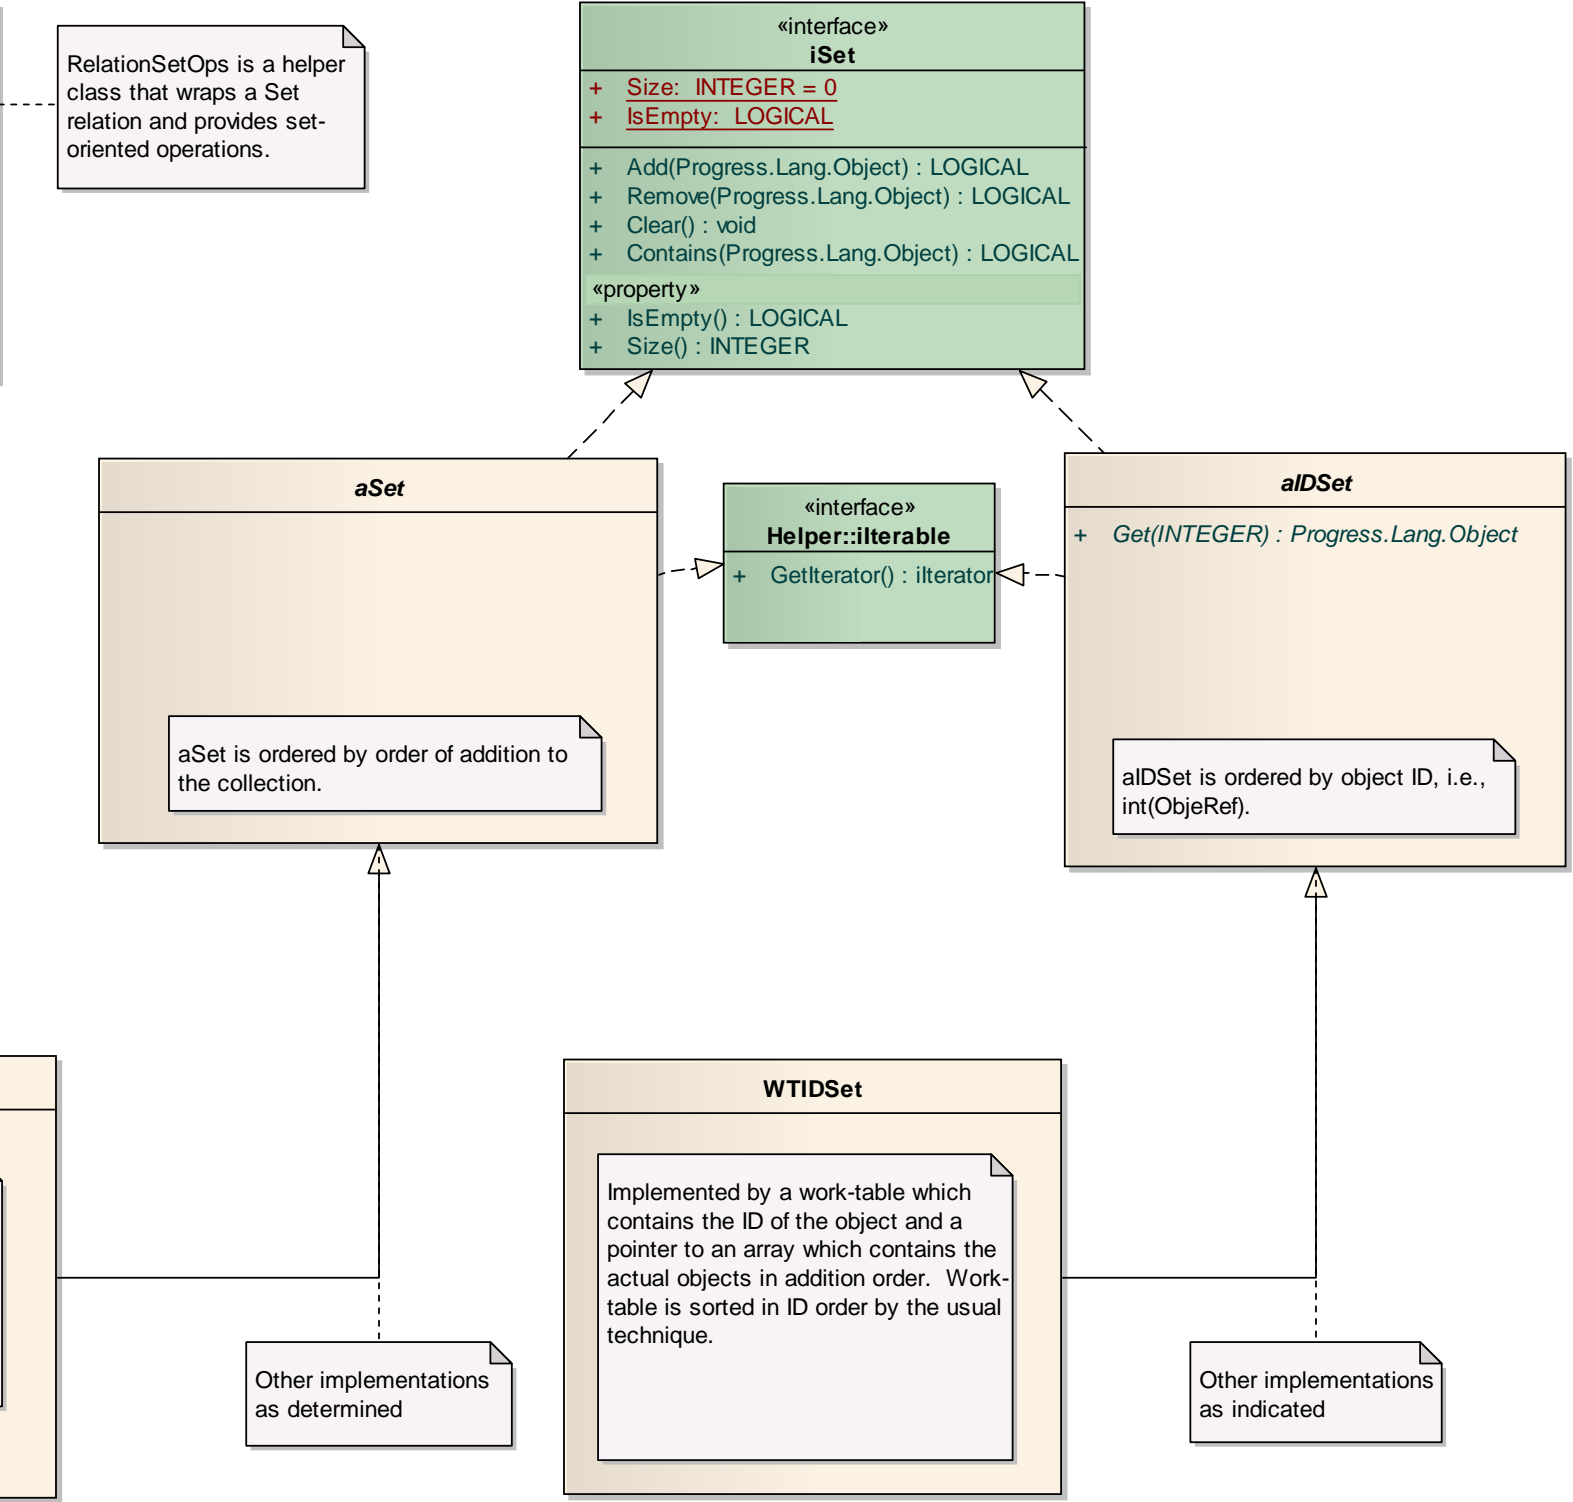 RelationSetOps is a helper
class that wraps a Set
relation and provides set-
oriented operations.
«interface»
iSet
+ Size: INTEGER = 0
+ IsEmpty: LOGICAL
+ Add(Progress.Lang.Object) : LOGICAL
+ Remove(Progress.Lang.Object) : LOGICAL
+ Clear() : void
+ Contains(Progress.Lang.Object) : LOGICAL
«property»
+ IsEmpty() : LOGICAL
+ Size() : INTEGER
aSet
aSet is ordered by order of addition to
the collection.
«interface»
Helper::iIterable
+ GetIterator() : iIterator
aIDSet
+ Get(INTEGER) : Progress.Lang.Object
aIDSet is ordered by object ID, i.e.,
int(ObjeRef).
WTIDSet
Implemented by a work-table which
contains the ID of the object and a
pointer to an array which contains the
actual objects in addition order. Work-
table is sorted in ID order by the usual
technique.
Other implementations
as determined
Other implementations
as indicated